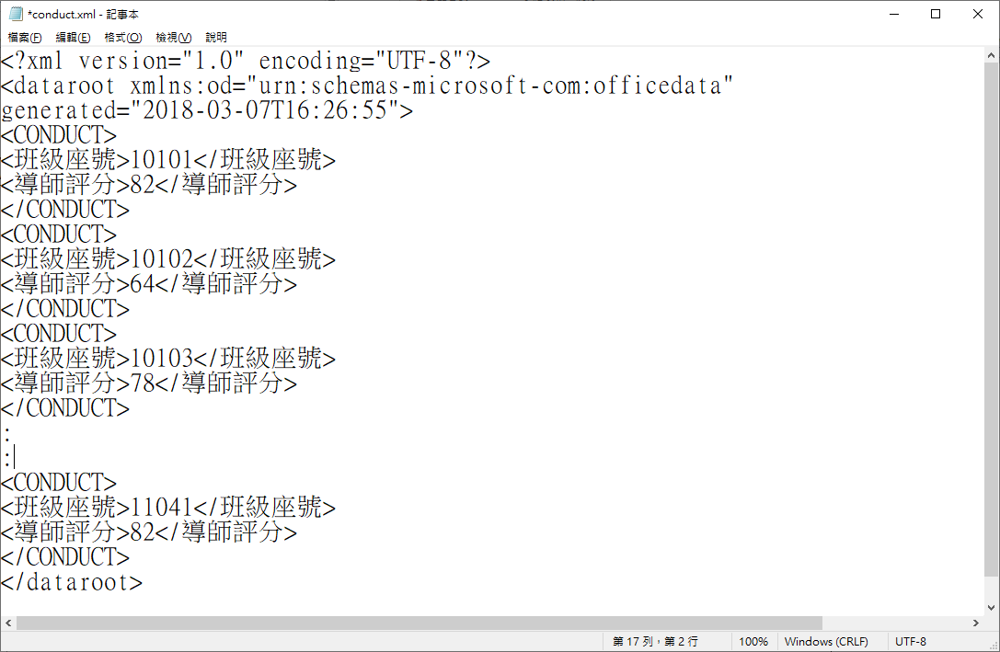 *conduct.xml - 記事本
檔案(F) 編輯(E) 格式(O) 檢視(V) 說明
<?xml version="1.0" encoding="UTF-8"?>
<dataroot xmlns:od="urn:schemas-microsoft-com:officedata"
generated="2018-03-07T16:26:55">
<CONDUCT>
<班級座號>10101</班級座號>
<導師評分>82</導師評分>
</CONDUCT>
<CONDUCT>
<班級座號>10102</班級座號>
<導師評分>64</導師評分>
</CONDUCT>
<CONDUCT>
<班級座號>10103</班級座號>
<導師評分>78</導師評分>
</CONDUCT>
:
:
<CONDUCT>
<班級座號>11041</班級座號>
<導師評分>82</導師評分>
</CONDUCT>
</dataroot>
第 17 列，第 2 行 100% Windows (CRLF) UTF-8